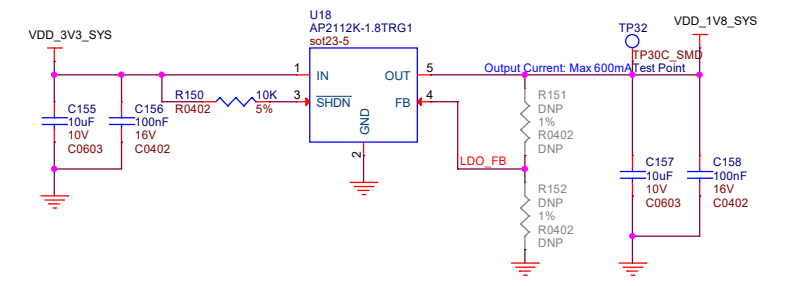 U18
AP2112K-1.8TRG1
sot23-5
VDD_3V3_SYS
TP32
VDD_1V8_SYS
TP30C_SMD
Output Current: Max 600mA
Test Point
1
IN
OUT
5
R150
10K
R0402
5%
3
SHDN
FB
4
GND
2
C155
10uF
10V
C0603
C156
100nF
16V
C0402
R151
DNP
1%
R0402
DNP
LDO_FB
R152
DNP
1%
R0402
DNP
C157
10uF
10V
C0603
C158
100nF
16V
C0402